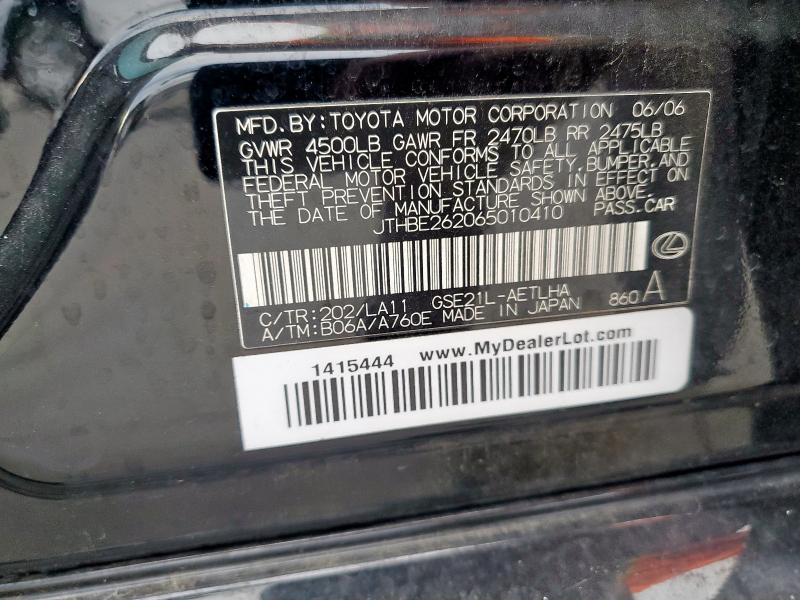 MFD. BY: TOYOTA MOTOR CORPORATION 06/06
GVWR 4500LB GAWR FR 2470LB RR 2475LB
THIS VEHICLE CONFORMS TO ALL APPLICABLE
FEDERAL MOTOR VEHICLE SAFETY, BUMPER, AND
THEFT PREVENTION STANDARDS IN EFFECT ON
THE DATE OF MANUFACTURE SHOWN ABOVE.
JTHBE262065010410 PASS. CAR
C/TR: 202/LA11 GSE21L-AETLHA
A/TM: B06A/A760E MADE IN JAPAN 860 A
1415444 www.MyDealerLot.com